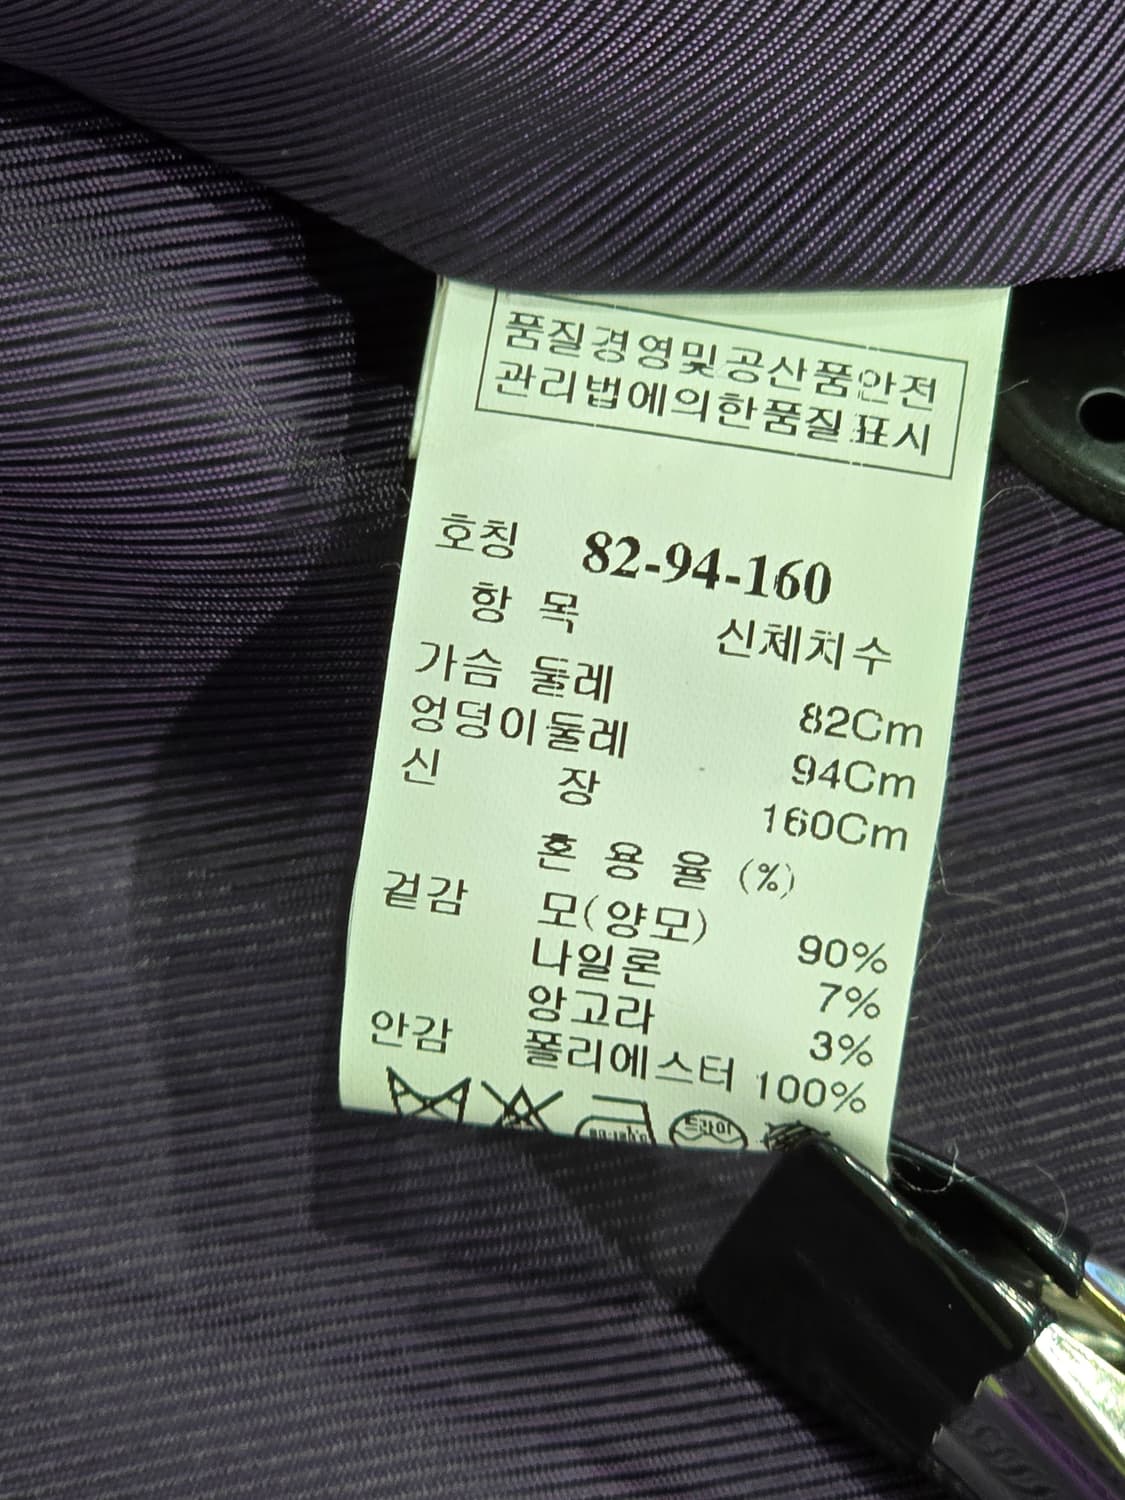 품질경영및공산품안전
관리법에의한품질표시
호칭 82-94-160
항 목 신체치수
가슴 둘레 82Cm
엉덩이둘레 94Cm
신 장 160Cm
혼 용 율 (%)
겉감 모(양모) 90%
나일론 7%
앙고라 3%
안감 폴리에스터 100%
드라이